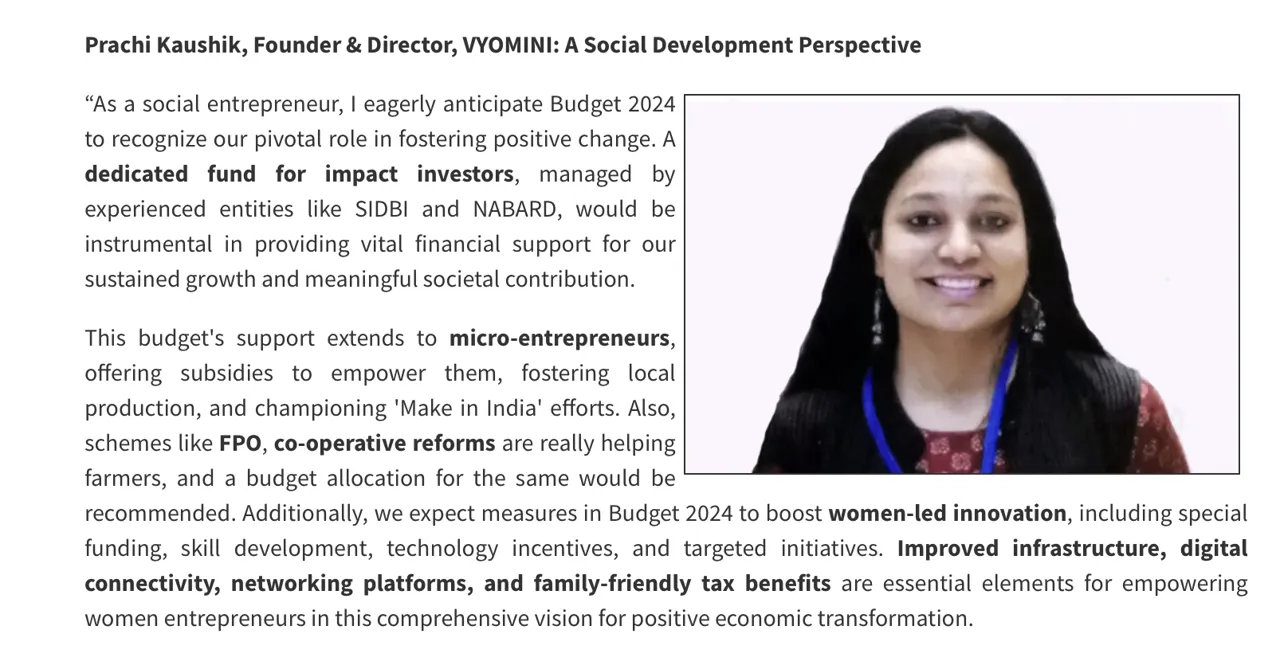 Prachi Kaushik, Founder & Director, VYOMINI: A Social Development Perspective
“As a social entrepreneur, I eagerly anticipate Budget 2024
to recognize our pivotal role in fostering positive change. A
dedicated fund for impact investors, managed by
experienced entities like SIDBI and NABARD, would be
instrumental in providing vital financial support for our
sustained growth and meaningful societal contribution.
This budget's support extends to micro-entrepreneurs,
offering subsidies to empower them, fostering local
production, and championing 'Make in India' efforts. Also,
schemes like FPO, co-operative reforms are really helping
farmers, and a budget allocation for the same would be
recommended. Additionally, we expect measures in Budget 2024 to boost women-led innovation, including special
funding, skill development, technology incentives, and targeted initiatives. Improved infrastructure, digital
connectivity, networking platforms, and family-friendly tax benefits are essential elements for empowering
women entrepreneurs in this comprehensive vision for positive economic transformation.